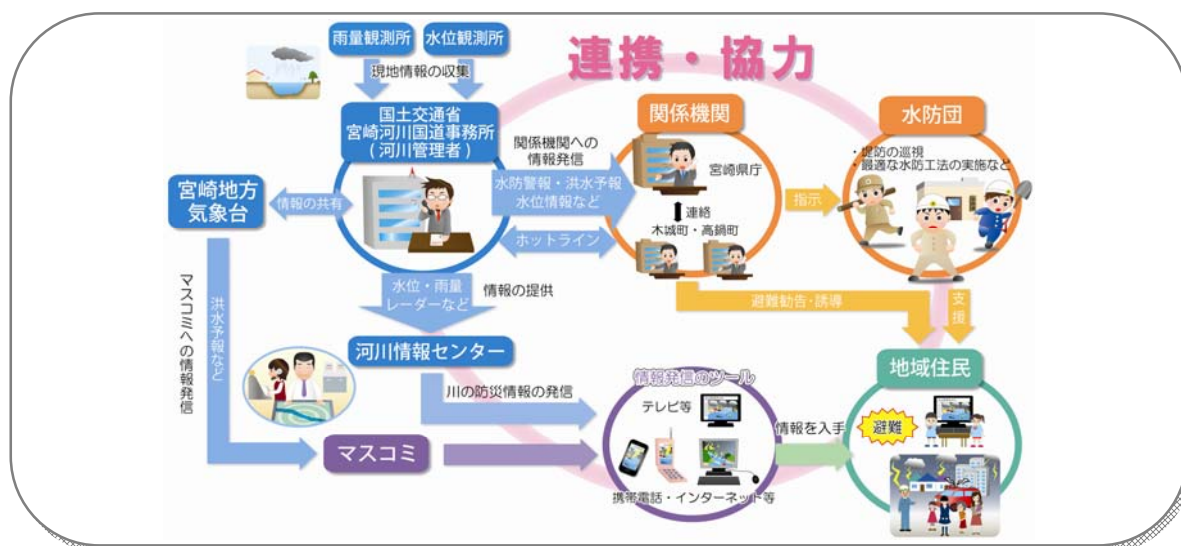 雨量観測所
水位観測所
現地情報の収集
連携・協力
国土交通省
宮崎河川国道事務所
(河川管理者)
関係機関への
情報発信
水防警報・洪水予報
水位情報など
ホットライン
関係機関
宮崎県庁
連絡
木城町・高鍋町
指示
水防団
・堤防の巡視
・最適な水防工法の実施など
宮崎地方
気象台
情報の共有
水位・雨量
レーダーなど
情報の提供
避難勧告・誘導
支援
マスコミへの情報発信
洪水予報など
河川情報センター
川の防災情報の発信
情報発信のツール
テレビ等
携帯電話・インターネット等
情報を入手
地域住民
避難
マスコミ